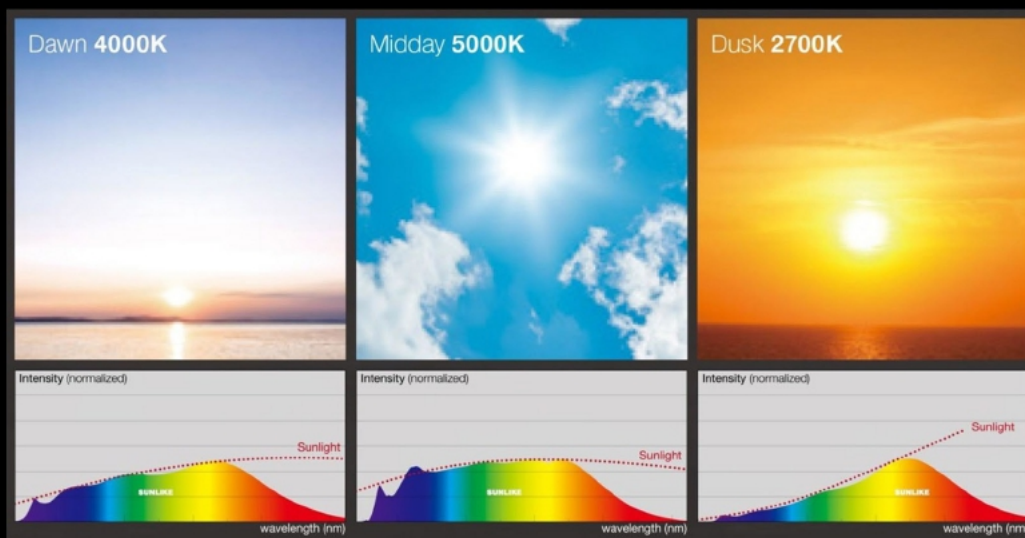 Dawn 4000K
Midday 5000K
Dusk 2700K
Intensity (normalized)
Sunlight
SUNLIKE
wavelength (nm)
Intensity (normalized)
Sunlight
SUNLIKE
wavelength (nm)
Intensity (normalized)
Sunlight
SUNLIKE
wavelength (nm)